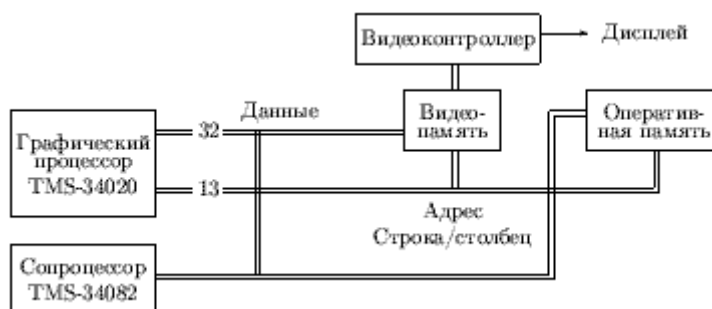 Видеоконтроллер
Дисплей
Данные
Видео-
память
Оператив-
ная память
Графический
процессор
TMS-34020
32
13
Адрес
Строка/столбец
Сопроцессор
TMS-34082